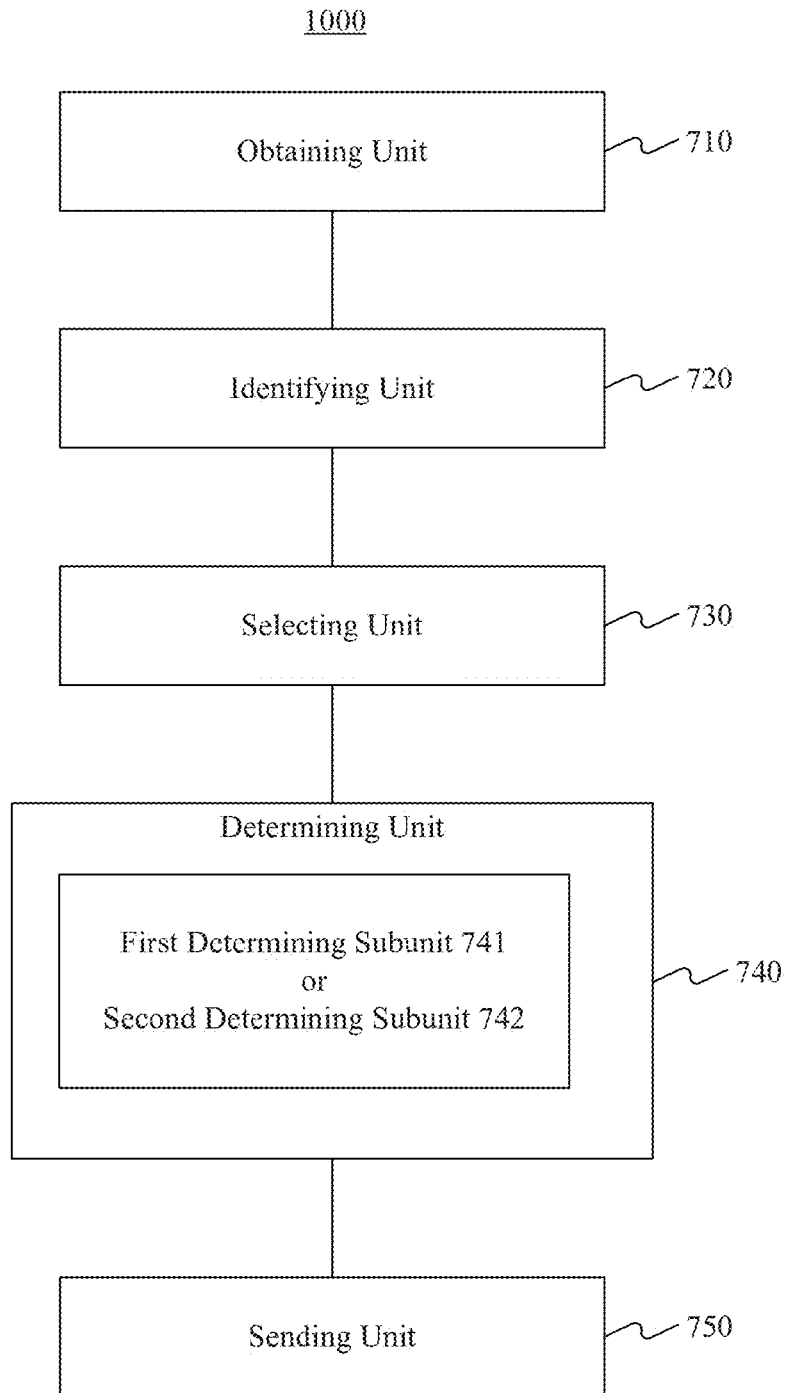 1000
Obtaining Unit
710
Identifying Unit
720
Selecting Unit
730
Determining Unit
First Determining Subunit 741
or
Second Determining Subunit 742
740
Sending Unit
750